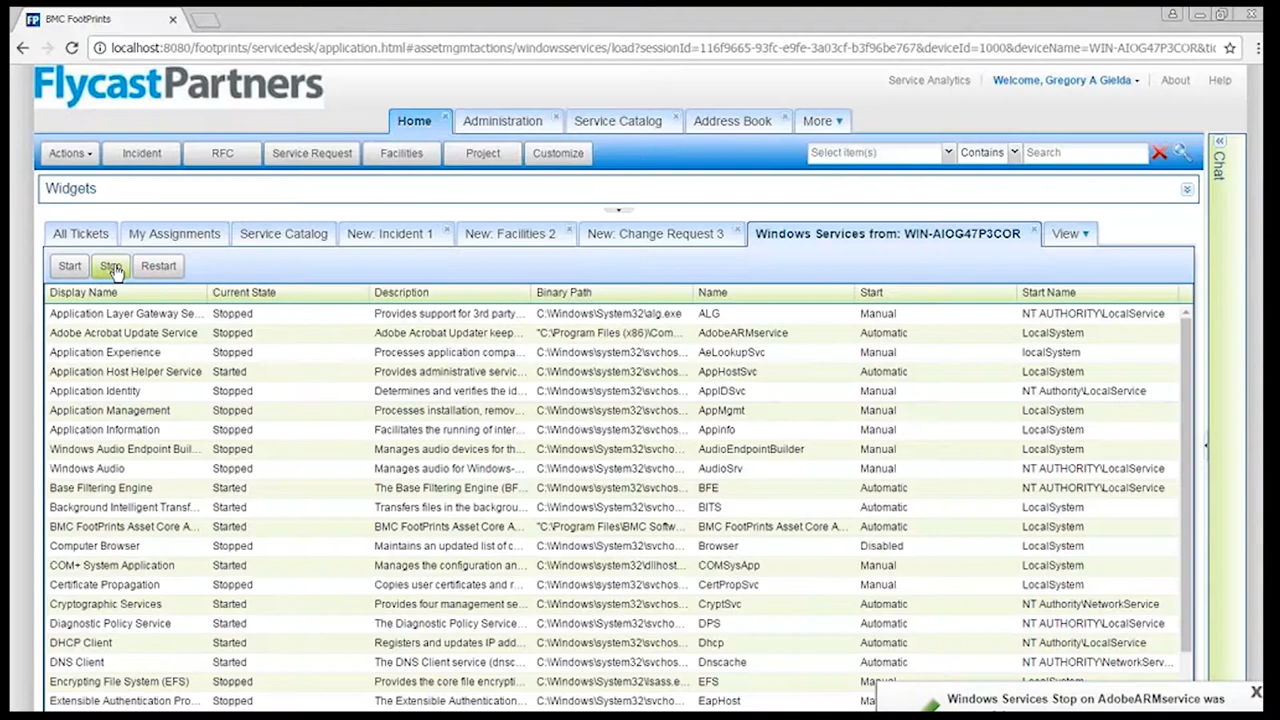 BMC FootPrints
localhost:8080/footprints/servicedesk/application.html#assetmgmtactions/windowsservices/load?sessionId=116f9665-93fc-e9fe-3a03cf-b3f96be767&deviceId=1000&deviceName=WIN-AIOG47P3COR&tic
FlycastPartners
Service Analytics Welcome, Gregory A Gielda About Help
Home Administration Service Catalog Address Book More
Actions Incident RFC Service Request Facilities Project Customize Select item(s) Contains Search
Chat
Widgets
All Tickets My Assignments Service Catalog New: Incident 1 New: Facilities 2 New: Change Request 3 Windows Services from: WIN-AIOG47P3COR View
Start Stop Restart
Display Name Current State Description Binary Path Name Start Start Name
Application Layer Gateway Se... Stopped Provides support for 3rd party... C:\Windows\System32\alg.exe ALG Manual NT AUTHORITY\LocalService
Adobe Acrobat Update Service Stopped Adobe Acrobat Updater keep... "C:\Program Files (x86)\Com... AdobeARMservice Automatic LocalSystem
Application Experience Stopped Processes application compa... C:\Windows\system32\svchos... AeLookupSvc Manual localSystem
Application Host Helper Service Started Provides administrative servic... C:\Windows\system32\svchos... AppHostSvc Automatic LocalSystem
Application Identity Stopped Determines and verifies the id... C:\Windows\system32\svchos... AppIDSvc Manual NT Authority\LocalService
Application Management Stopped Processes installation, remov... C:\Windows\system32\svchos... AppMgmt Manual LocalSystem
Application Information Stopped Facilitates the running of inter... C:\Windows\system32\svchos... Appinfo Manual LocalSystem
Windows Audio Endpoint Buil... Stopped Manages audio devices for th... C:\Windows\System32\svchos... AudioEndpointBuilder Manual LocalSystem
Windows Audio Stopped Manages audio for Windows-... C:\Windows\System32\svchos... AudioSrv Manual NT AUTHORITY\LocalService
Base Filtering Engine Started The Base Filtering Engine (BF... C:\Windows\system32\svchos... BFE Automatic NT AUTHORITY\LocalService
Background Intelligent Transf... Started Transfers files in the backgrou... C:\Windows\System32\svchos... BITS Automatic LocalSystem
BMC FootPrints Asset Core A... Started BMC FootPrints Asset Core A... "C:\Program Files\BMC Softw... BMC FootPrints Asset Core A... Automatic LocalSystem
Computer Browser Stopped Maintains an updated list of c... C:\Windows\System32\svchos... Browser Disabled LocalSystem
COM+ System Application Started Manages the configuration an... C:\Windows\system32\dllhost... COMSysApp Manual LocalSystem
Certificate Propagation Stopped Copies user certificates and r... C:\Windows\system32\svchos... CertPropSvc Manual LocalSystem
Cryptographic Services Started Provides four management se... C:\Windows\system32\svchos... CryptSvc Automatic NT Authority\NetworkService
Diagnostic Policy Service Started The Diagnostic Policy Service... C:\Windows\System32\svchos... DPS Automatic NT AUTHORITY\LocalService
DHCP Client Started Registers and updates IP add... C:\Windows\system32\svchos... Dhcp Automatic NT Authority\LocalService
DNS Client Started The DNS Client service (dnsc... C:\Windows\system32\svchos... Dnscache Automatic NT AUTHORITY\NetworkServ...
Encrypting File System (EFS) Stopped Provides the core file encrypti... C:\Windows\System32\lsass.e... EFS
Extensible Authentication Pro... Stopped The Extensible Authentication... C:\Windows\System32\svchos... EapHost
Windows Services Stop on AdobeARMservice was